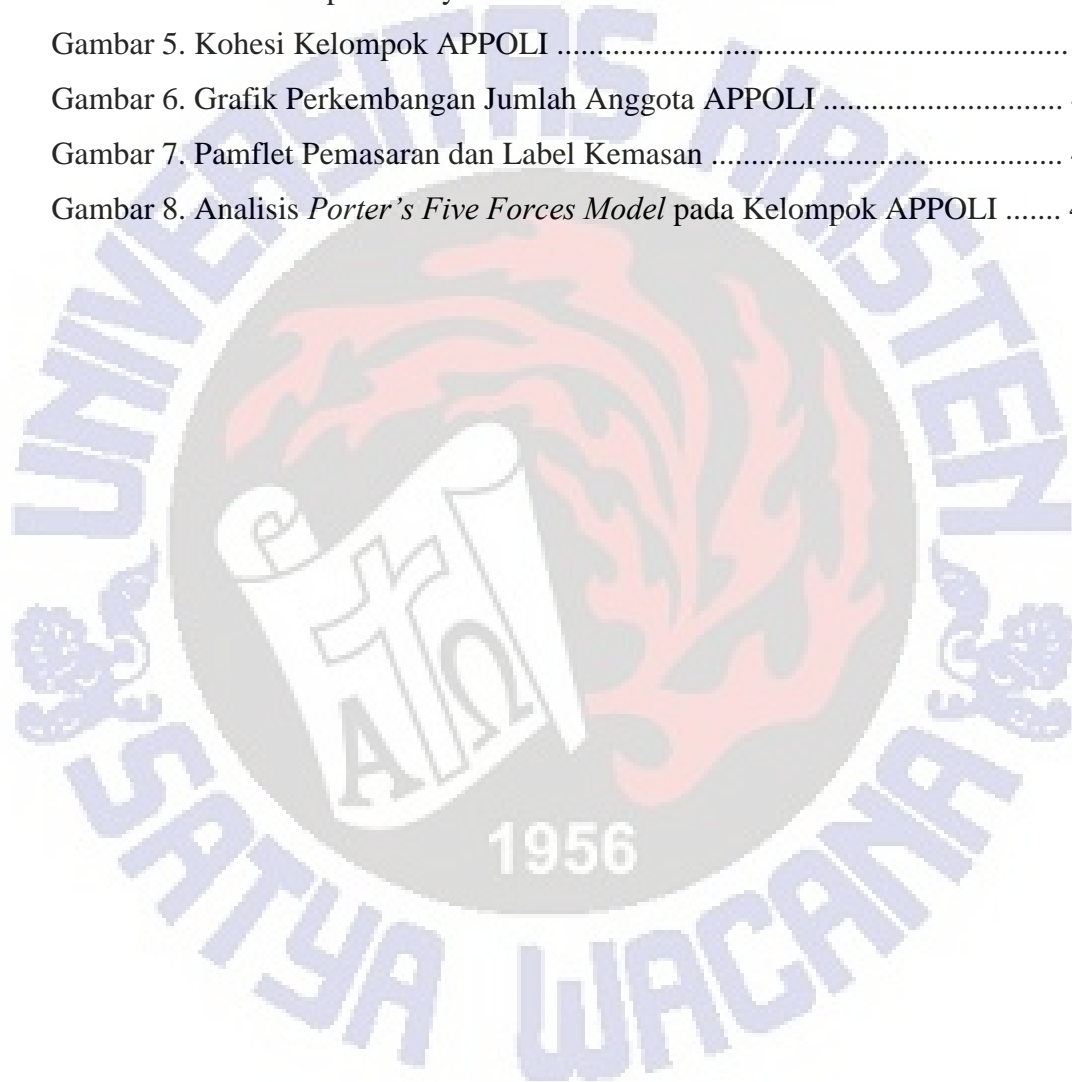 Gambar 5. Kohesi Kelompok APPOLI ......................................................
Gambar 6. Grafik Perkembangan Jumlah Anggota APPOLI .........................
Gambar 7. Pamflet Pemasaran dan Label Kemasan .....................................
Gambar 8. Analisis Porter’s Five Forces Model pada Kelompok APPOLI .......
UNIVERSITAS KRISTEN
ΑΩ
1956
SATYA WACANA